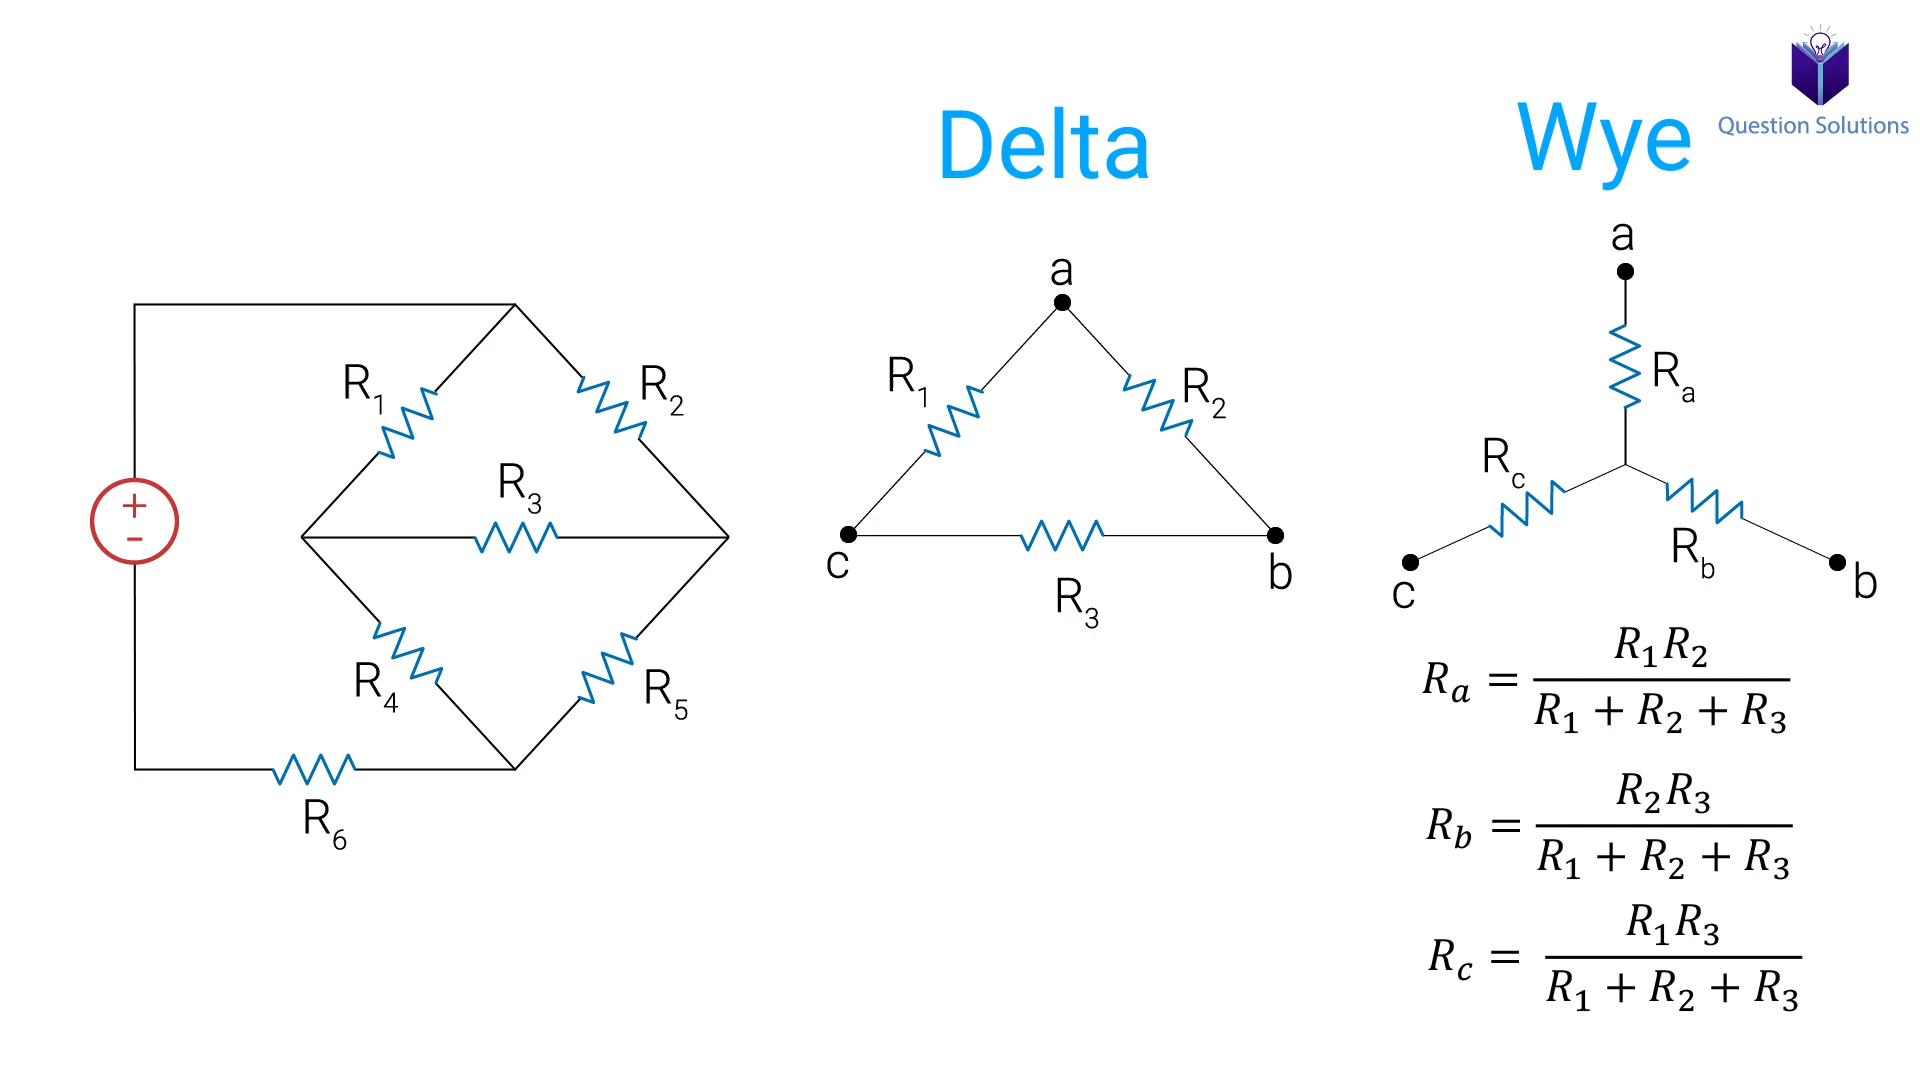 Question Solutions
Delta
Wye
R1
R2
R3
+
-
R4
R5
R6
a
R1
R2
c
b
R3
a
Ra
Rc
Rb
c
b
Ra = R1R2 / R1 + R2 + R3
Rb = R2R3 / R1 + R2 + R3
Rc = R1R3 / R1 + R2 + R3